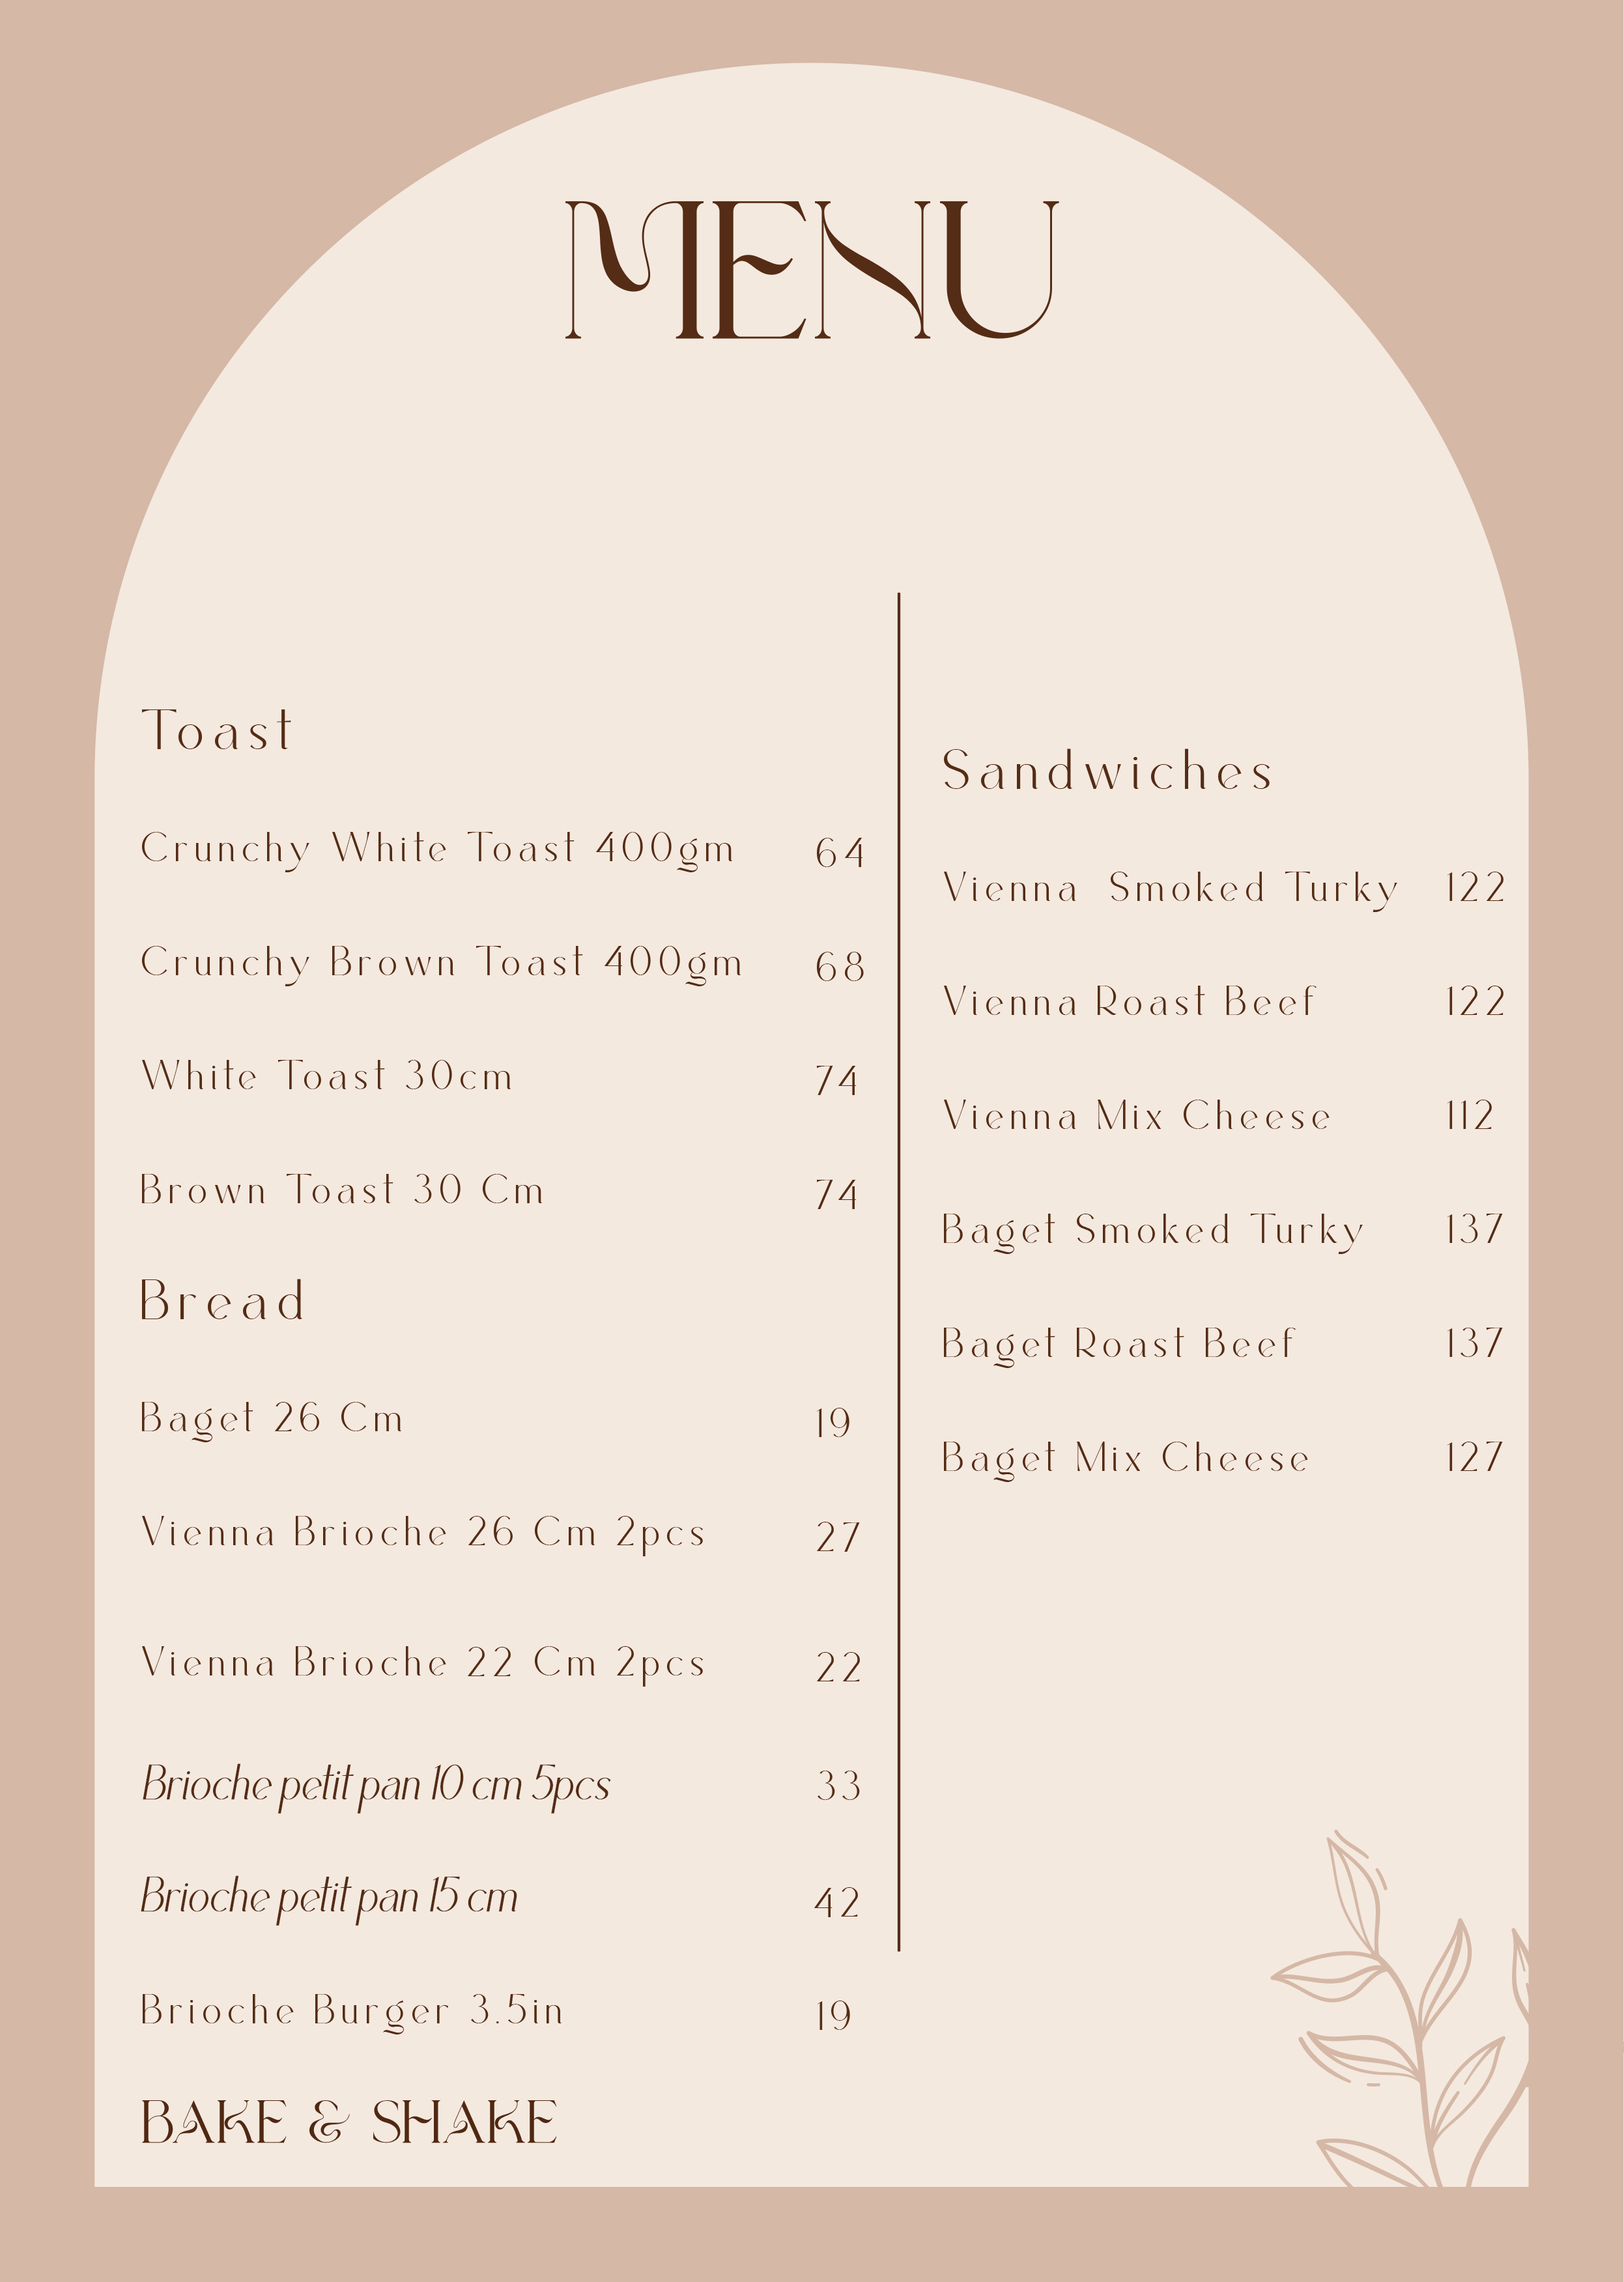 MENU
Toast
Crunchy White Toast 400gm 64
Crunchy Brown Toast 400gm 68
White Toast 30cm 74
Brown Toast 30 Cm 74
Bread
Baget 26 Cm 19
Vienna Brioche 26 Cm 2pcs 27
Vienna Brioche 22 Cm 2pcs 22
Brioche petit pan 10 cm 5pcs 33
Brioche petit pan 15 cm 42
Brioche Burger 3.5in 19
BAKE & SHAKE
Sandwiches
Vienna Smoked Turky 122
Vienna Roast Beef 122
Vienna Mix Cheese 112
Baget Smoked Turky 137
Baget Roast Beef 137
Baget Mix Cheese 127